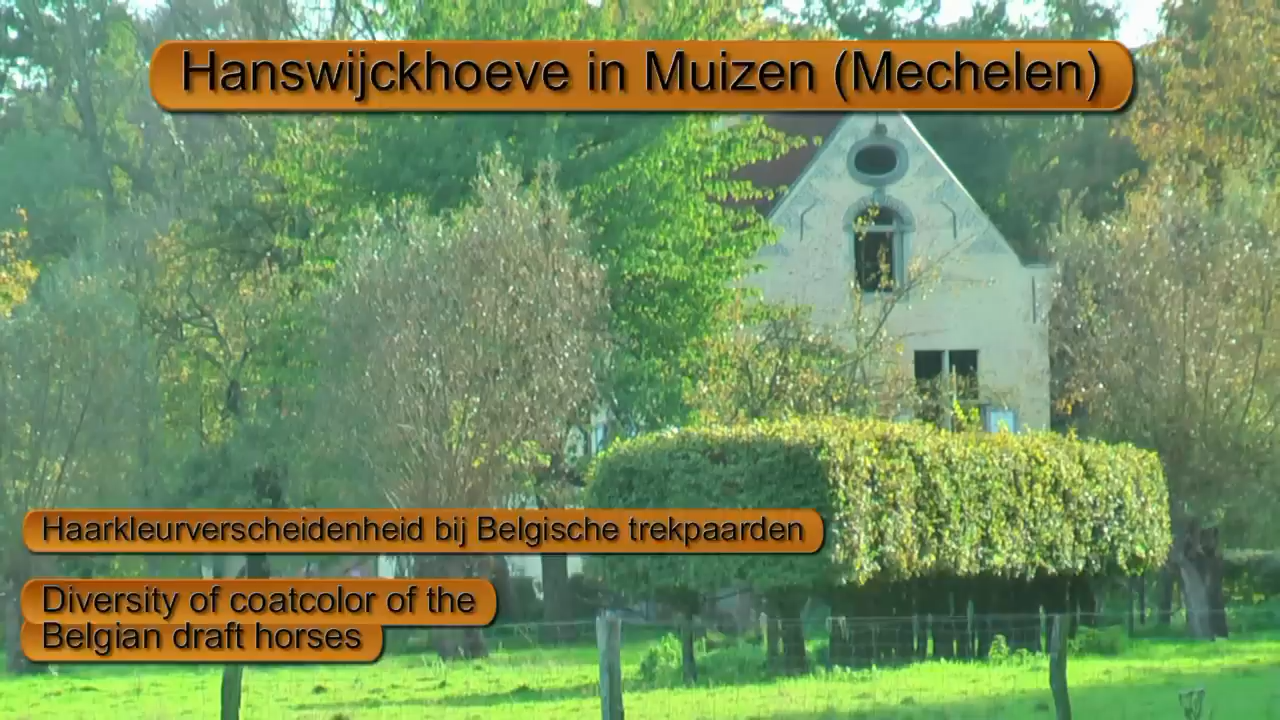 Hanswijckhoeve in Muizen (Mechelen)
Haarkleurverscheidenheid bij Belgische trekpaarden
Diversity of coatcolor of the
Belgian draft horses